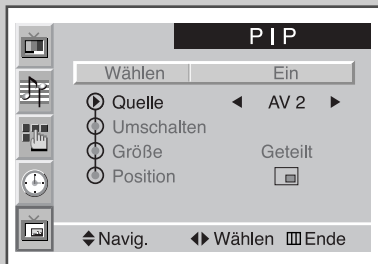 PIP
Wählen Ein
Quelle AV 2
Umschalten
Größe Geteilt
Position
Navig. Wählen Ende